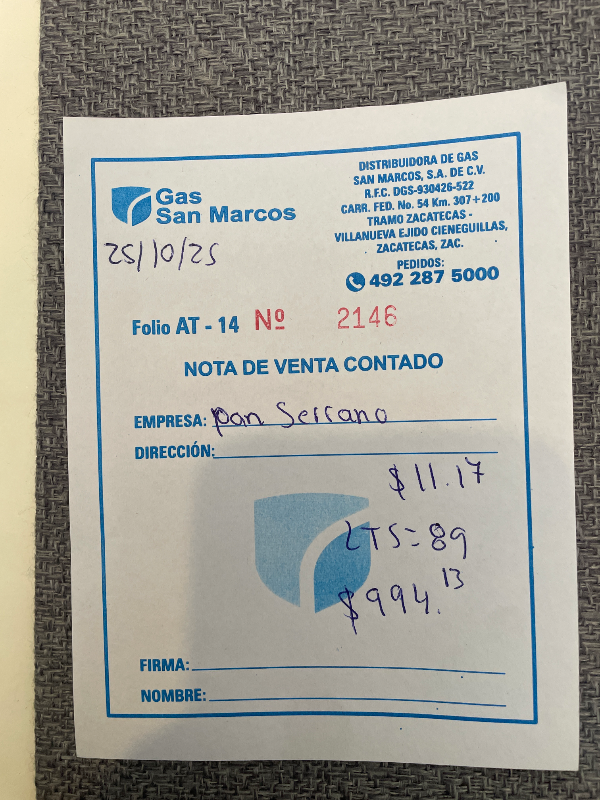 Gas
San Marcos
DISTRIBUIDORA DE GAS
SAN MARCOS, S.A. DE C.V.
R.F.C. DGS-930426-522
CARR. FED. No. 54 Km. 307+200
TRAMO ZACATECAS -
VILLANUEVA EJIDO CIENEGUILLAS,
ZACATECAS, ZAC.
PEDIDOS:
492 287 5000
25/10/25
Folio AT - 14 Nº 2146
NOTA DE VENTA CONTADO
EMPRESA: pan Serrano
DIRECCIÓN:
$11.17
LTS=89
$994.13
FIRMA:
NOMBRE: